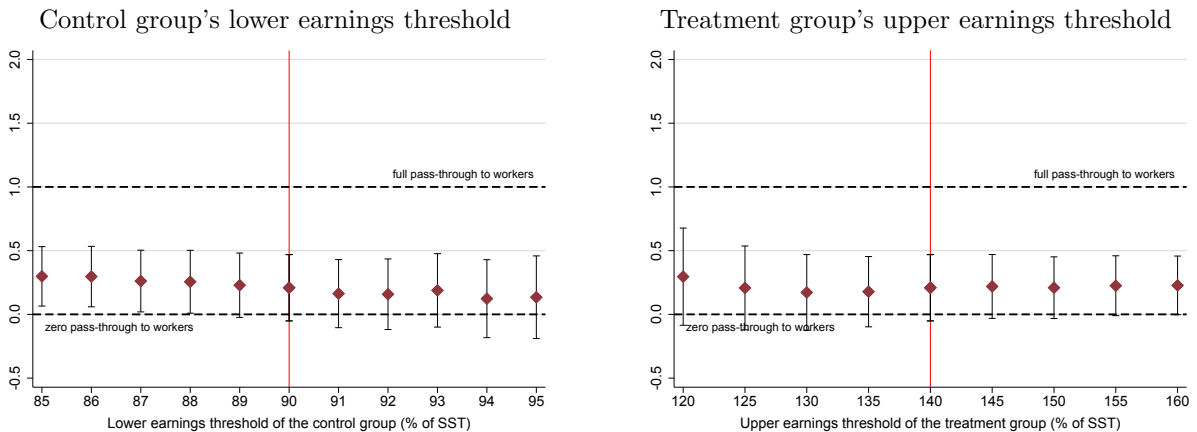 Control group's lower earnings threshold
2.0
1.5
1.0
0.5
0.0
-0.5
full pass-through to workers
zero pass-through to workers
85 86 87 88 89 90 91 92 93 94 95
Lower earnings threshold of the control group (% of SST)
Treatment group's upper earnings threshold
2.0
1.5
1.0
0.5
0.0
-0.5
full pass-through to workers
zero pass-through to workers
120 125 130 135 140 145 150 155 160
Upper earnings threshold of the treatment group (% of SST)